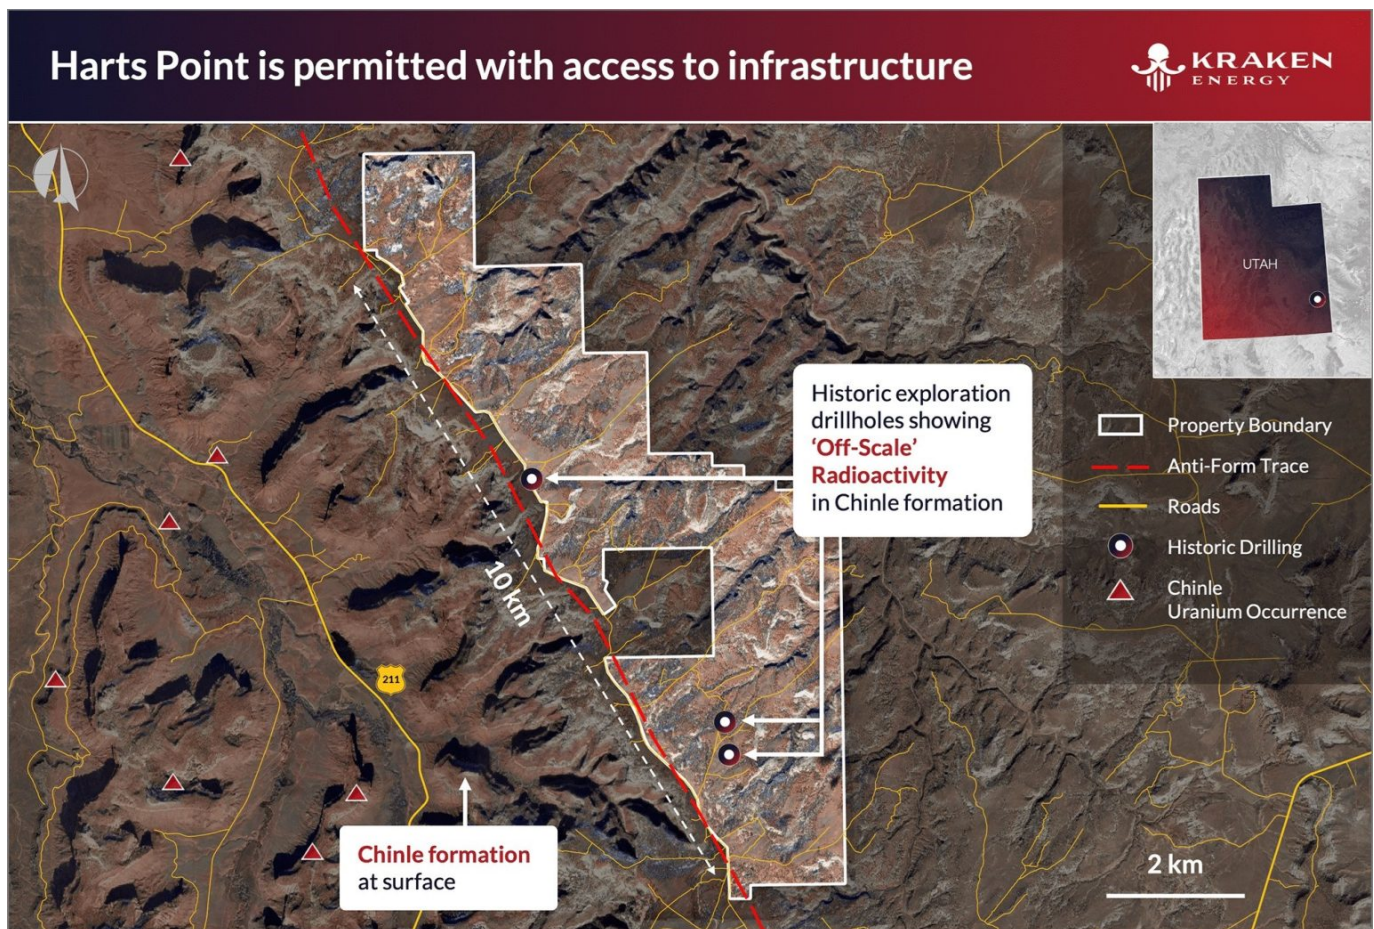 Harts Point is permitted with access to infrastructure
KRAKEN
ENERGY
UTAH
Historic exploration
drillholes showing
‘Off-Scale’
Radioactivity
in Chinle formation
Property Boundary
Anti-Form Trace
Roads
Historic Drilling
Chinle
Uranium Occurrence
10 km
211
Chinle formation
at surface
2 km